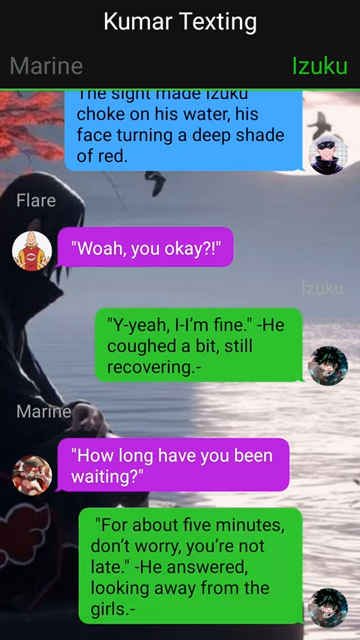 Kumar Texting
Marine
Izuku
The sight made Izuku
choke on his water, his
face turning a deep shade
of red.
Flare
"Woah, you okay?!"
Izuku
"Y-yeah, I-I'm fine." -He
coughed a bit, still
recovering.-
Marine
"How long have you been
waiting?"
"For about five minutes,
don't worry, you're not
late." -He answered,
looking away from the
girls.-